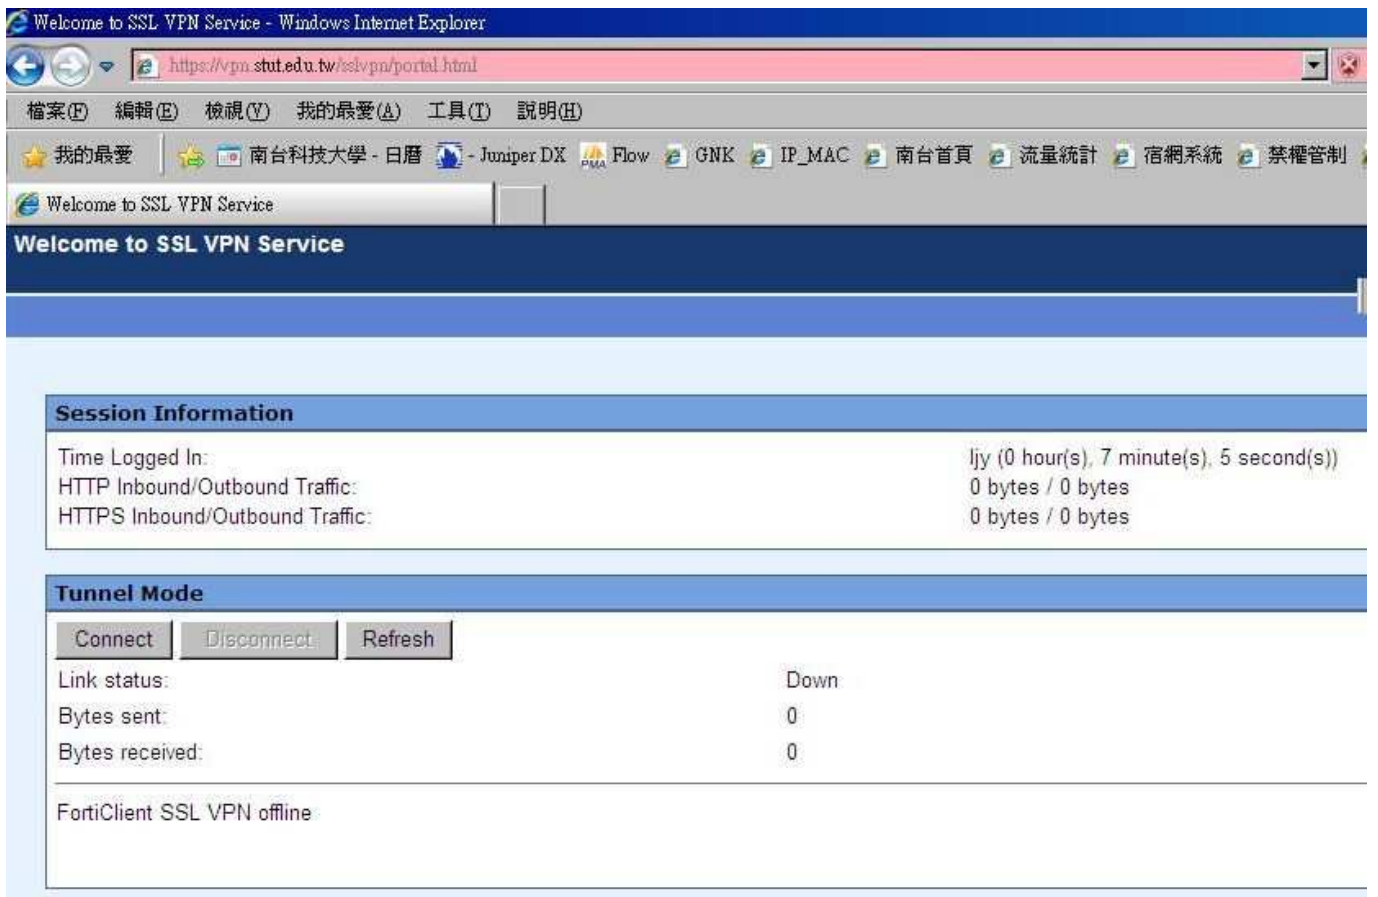 Welcome to SSL VPN Service - Windows Internet Explorer
https://vpn.stut.edu.tw/sslvpn/portal.html
檔案(F) 編輯(E) 檢視(V) 我的最愛(A) 工具(T) 說明(H)
我的最愛 南台科技大學 - 日曆 - Juniper DX PMA Flow GNK IP_MAC 南台首頁 流量統計 宿網系統 禁權管制
Welcome to SSL VPN Service
Welcome to SSL VPN Service
Session Information
Time Logged In: ljy (0 hour(s), 7 minute(s), 5 second(s))
HTTP Inbound/Outbound Traffic: 0 bytes / 0 bytes
HTTPS Inbound/Outbound Traffic: 0 bytes / 0 bytes
Tunnel Mode
Connect Disconnect Refresh
Link status: Down
Bytes sent: 0
Bytes received: 0
FortiClient SSL VPN offline